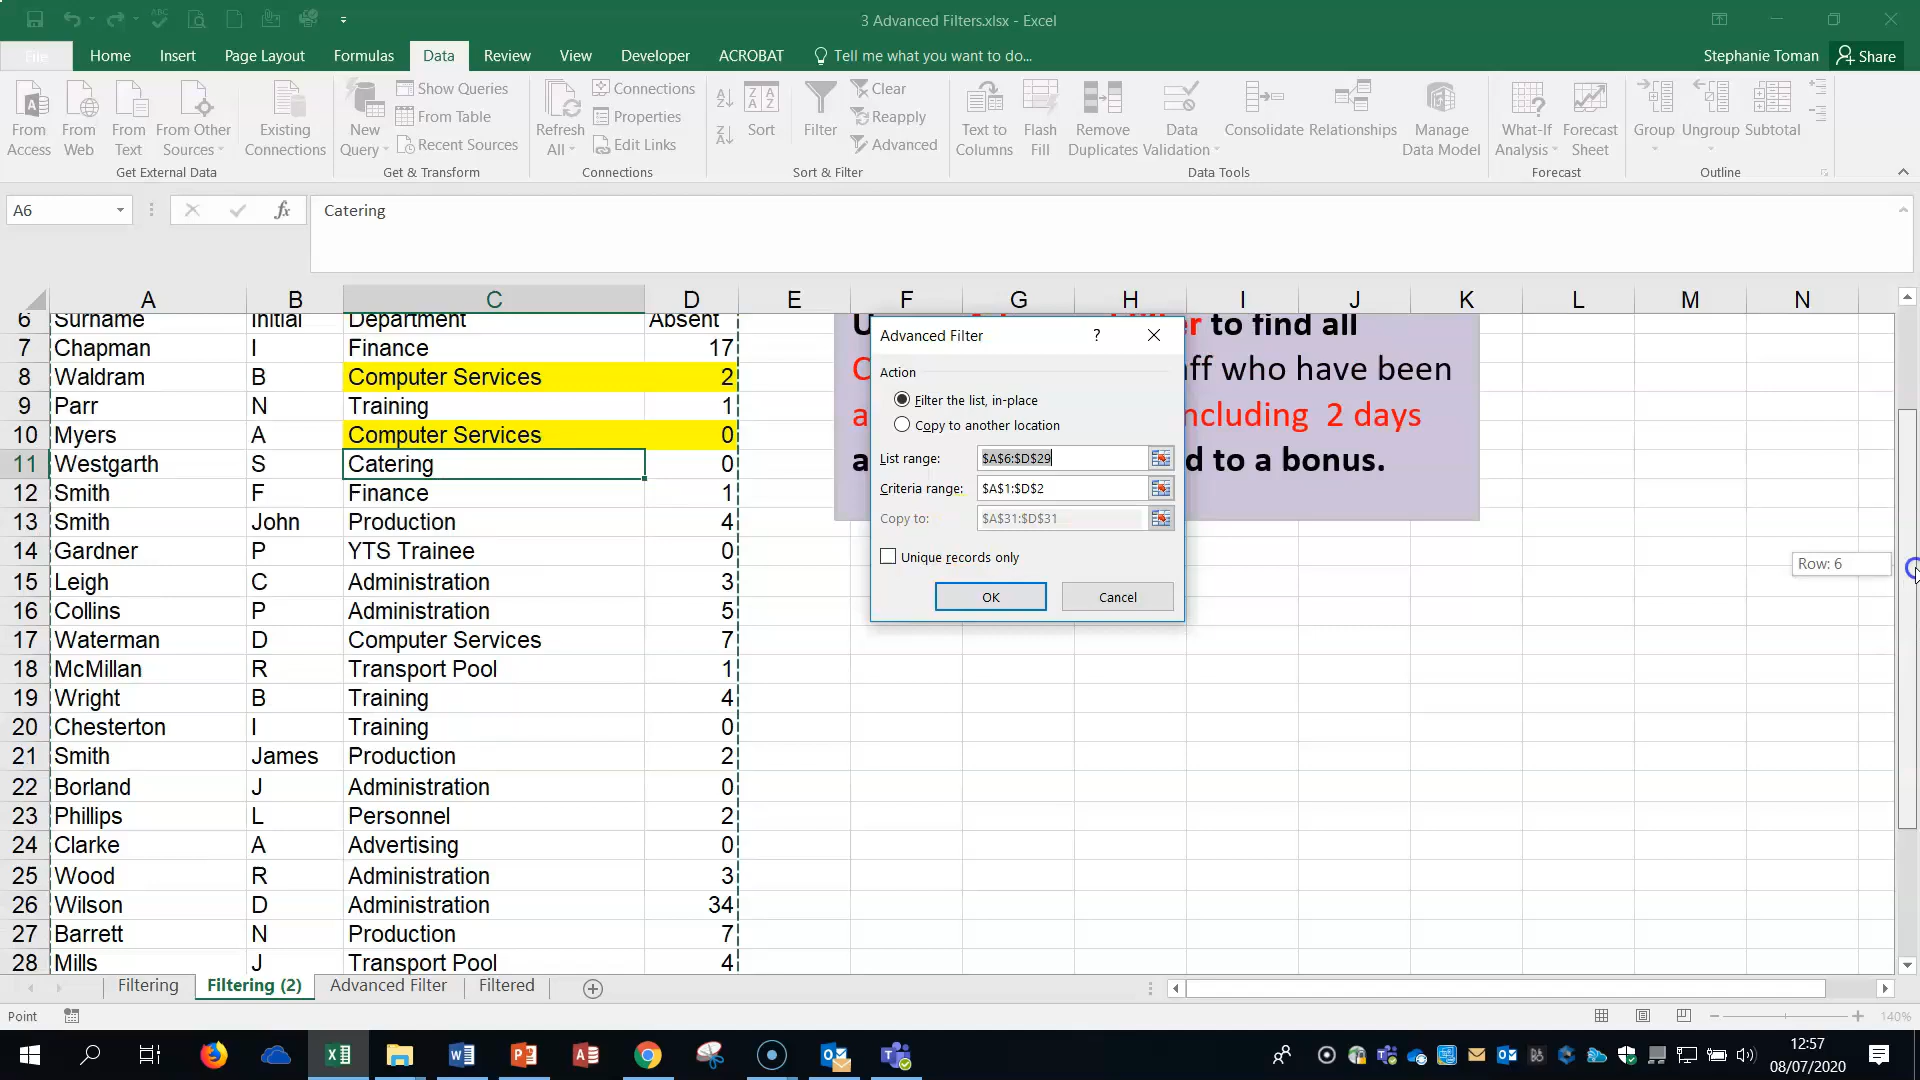 3 Advanced Filters.xlsx - Excel
File Home Insert Page Layout Formulas Data Review View Developer ACROBAT Tell me what you want to do... Stephanie Toman Share
From Access From Web From Text From Other Sources Existing Connections
New Query Show Queries From Table Recent Sources
Refresh All Connections Properties Edit Links
Sort Filter Clear Reapply Advanced
Text to Columns Flash Fill Remove Duplicates Data Validation Consolidate Relationships Manage Data Model
What-If Analysis Forecast Sheet
Group Ungroup Subtotal
Get External Data Get & Transform Connections Sort & Filter Data Tools Forecast Outline
A6 fx Catering
A B C D E F G H I J K L M N
6 Surname Initial Department Absent
7 Chapman I Finance 17
8 Waldram B Computer Services 2
9 Parr N Training 1
10 Myers A Computer Services 0
11 Westgarth S Catering 0
12 Smith F Finance 1
13 Smith John Production 4
14 Gardner P YTS Trainee 0
15 Leigh C Administration 3
16 Collins P Administration 5
17 Waterman D Computer Services 7
18 McMillan R Transport Pool 1
19 Wright B Training 4
20 Chesterton I Training 0
21 Smith James Production 2
22 Borland J Administration 0
23 Phillips L Personnel 2
24 Clarke A Advertising 0
25 Wood R Administration 3
26 Wilson D Administration 34
27 Barrett N Production 7
28 Mills J Transport Pool 4
to find all
who have been
including 2 days
to a bonus.
Advanced Filter ?
Action
Filter the list, in-place
Copy to another location
List range: $A$6:$D$29
Criteria range: $A$1:$D$2
Copy to: $A$31:$D$31
Unique records only
OK Cancel
Row: 6
Filtering Filtering (2) Advanced Filter Filtered
Point 140%
12:57
08/07/2020